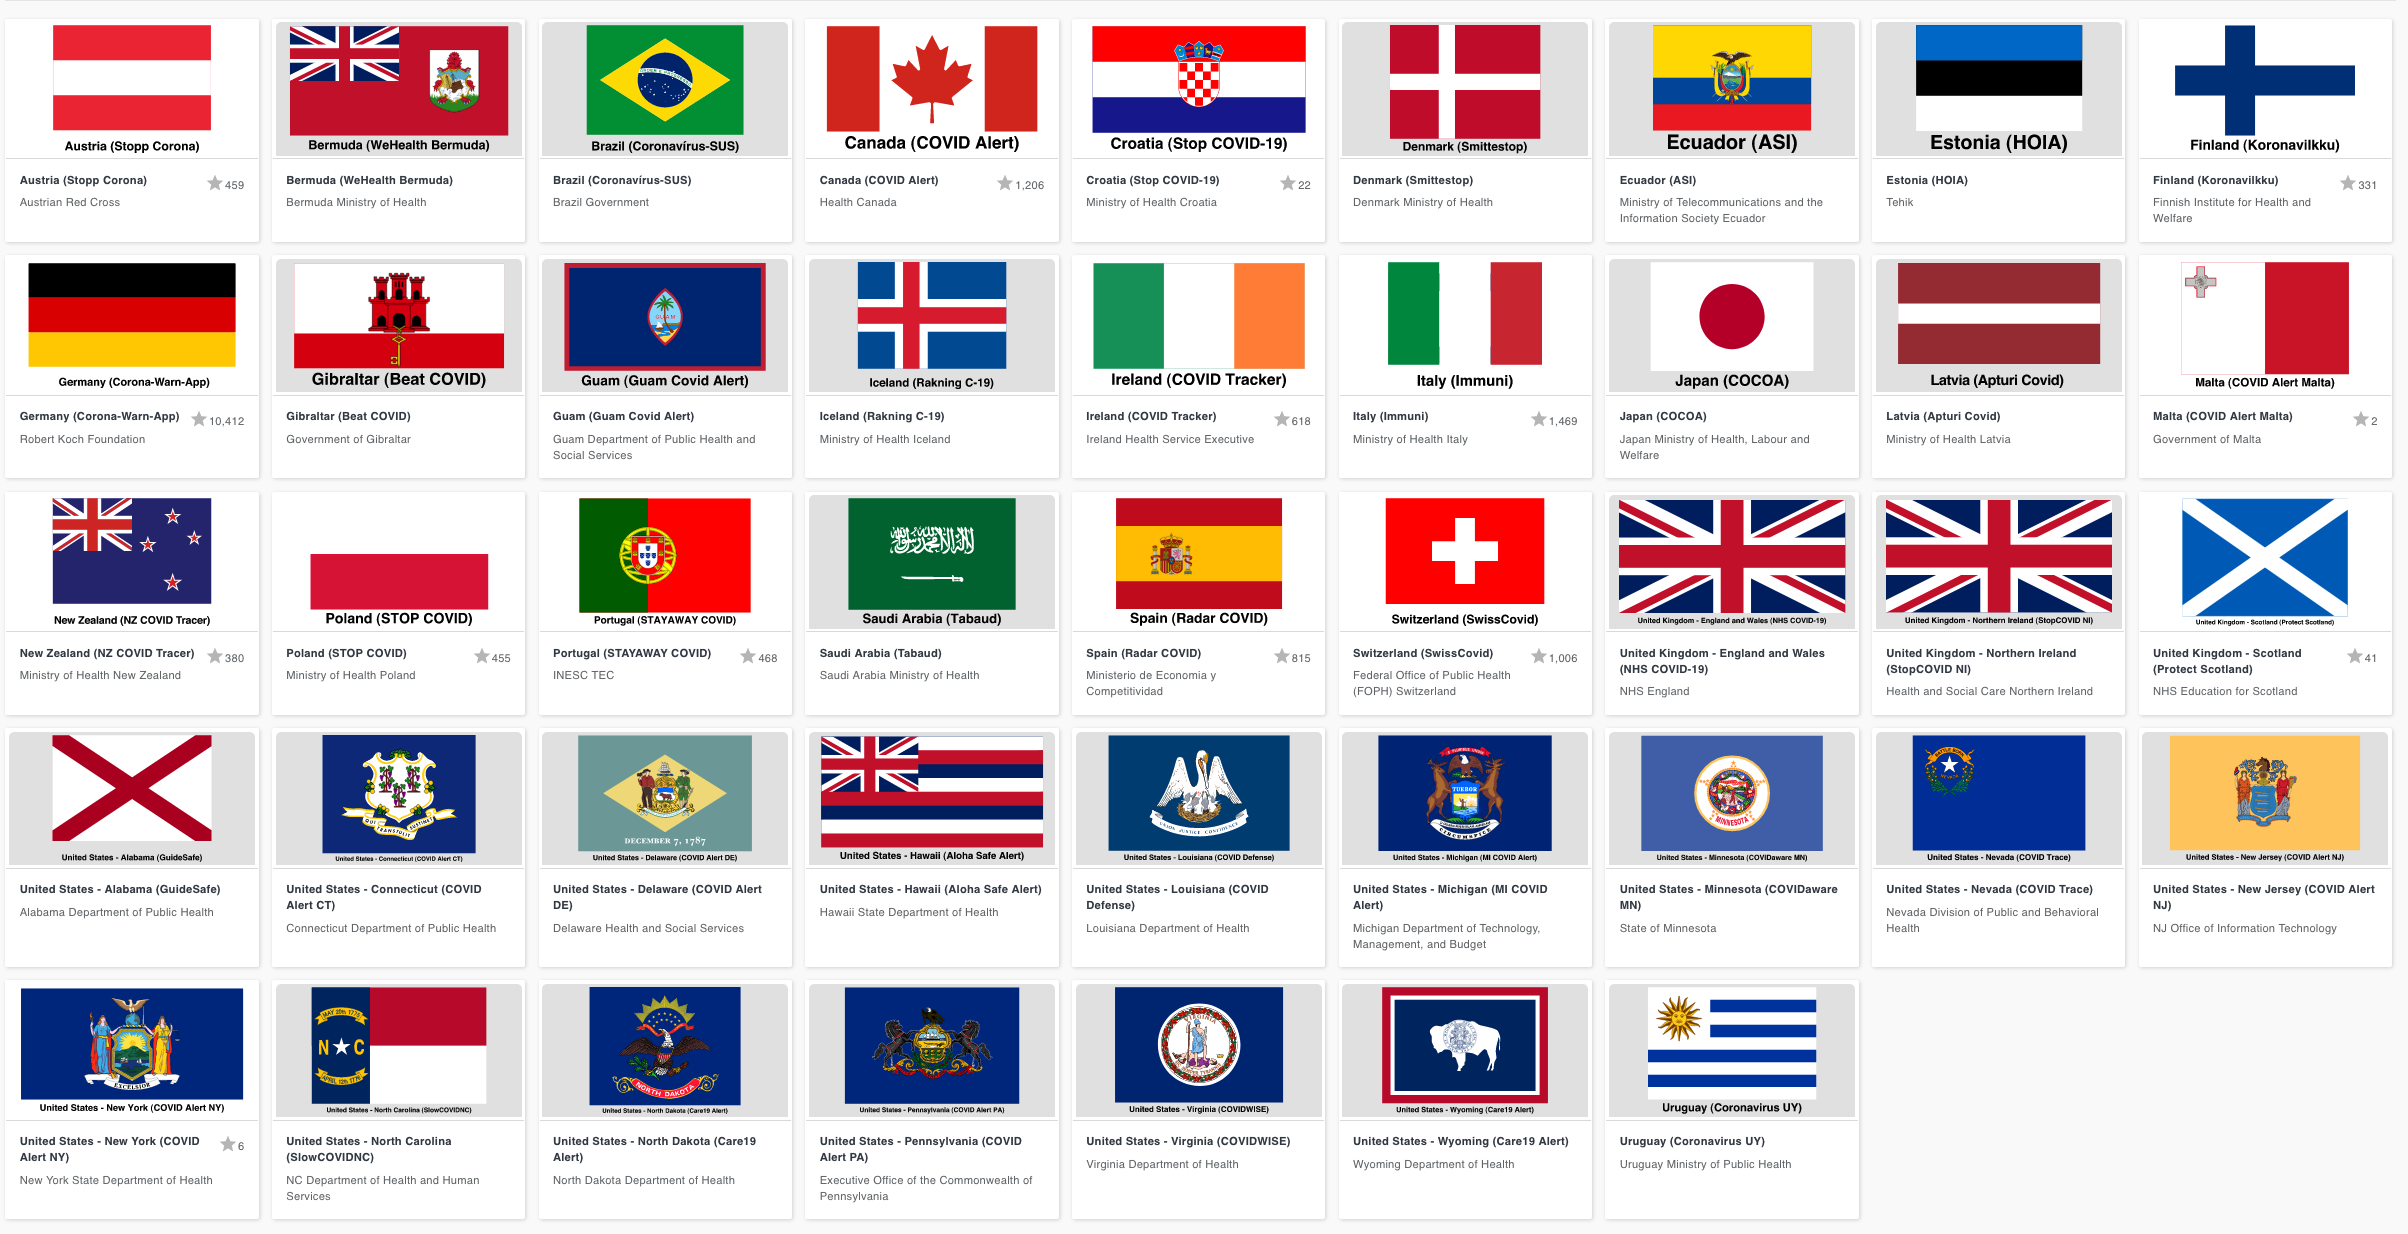 Austria (Stopp Corona)
Austria (Stopp Corona)
459
Austrian Red Cross
Bermuda (WeHealth Bermuda)
Bermuda (WeHealth Bermuda)
Bermuda Ministry of Health
Brazil (Coronavírus-SUS)
Brazil (Coronavírus-SUS)
Brazil Government
Canada (COVID Alert)
Canada (COVID Alert)
1,206
Health Canada
Croatia (Stop COVID-19)
Croatia (Stop COVID-19)
22
Ministry of Health Croatia
Denmark (Smittestop)
Denmark (Smittestop)
Denmark Ministry of Health
Ecuador (ASI)
Ecuador (ASI)
Ministry of Telecommunications and the
Information Society Ecuador
Estonia (HOIA)
Estonia (HOIA)
Tehik
Finland (Koronavilkku)
Finland (Koronavilkku)
331
Finnish Institute for Health and
Welfare
Germany (Corona-Warn-App)
Germany (Corona-Warn-App)
10,412
Robert Koch Foundation
Gibraltar (Beat COVID)
Gibraltar (Beat COVID)
Government of Gibraltar
GUAM
Guam (Guam Covid Alert)
Guam (Guam Covid Alert)
Guam Department of Public Health and
Social Services
Iceland (Rakning C-19)
Iceland (Rakning C-19)
Ministry of Health Iceland
Ireland (COVID Tracker)
Ireland (COVID Tracker)
618
Ireland Health Service Executive
Italy (Immuni)
Italy (Immuni)
1,469
Ministry of Health Italy
Japan (COCOA)
Japan (COCOA)
Japan Ministry of Health, Labour and
Welfare
Latvia (Apturi Covid)
Latvia (Apturi Covid)
Ministry of Health Latvia
Malta (COVID Alert Malta)
Malta (COVID Alert Malta)
2
Government of Malta
New Zealand (NZ COVID Tracer)
New Zealand (NZ COVID Tracer)
380
Ministry of Health New Zealand
Poland (STOP COVID)
Poland (STOP COVID)
455
Ministry of Health Poland
Portugal (STAYAWAY COVID)
Portugal (STAYAWAY COVID)
468
INESC TEC
Saudi Arabia (Tabaud)
Saudi Arabia (Tabaud)
Saudi Arabia Ministry of Health
Spain (Radar COVID)
Spain (Radar COVID)
815
Ministerio de Economia y
Competitividad
Switzerland (SwissCovid)
Switzerland (SwissCovid)
1,006
Federal Office of Public Health
(FOPH) Switzerland
United Kingdom - England and Wales (NHS COVID-19)
United Kingdom - England and Wales
(NHS COVID-19)
NHS England
United Kingdom - Northern Ireland (StopCOVID NI)
United Kingdom - Northern Ireland
(StopCOVID NI)
Health and Social Care Northern Ireland
United Kingdom - Scotland (Protect Scotland)
United Kingdom - Scotland
(Protect Scotland)
41
NHS Education for Scotland
United States - Alabama (GuideSafe)
United States - Alabama (GuideSafe)
Alabama Department of Public Health
QUI TRANSTULIT SUSTINET
United States - Connecticut (COVID Alert CT)
United States - Connecticut (COVID
Alert CT)
Connecticut Department of Public Health
DECEMBER 7, 1787
United States - Delaware (COVID Alert DE)
United States - Delaware (COVID Alert
DE)
Delaware Health and Social Services
United States - Hawaii (Aloha Safe Alert)
United States - Hawaii (Aloha Safe Alert)
Hawaii State Department of Health
UNION JUSTICE CONFIDENCE
United States - Louisiana (COVID Defense)
United States - Louisiana (COVID
Defense)
Louisiana Department of Health
TUEBOR
CIRCUMSPICE
United States - Michigan (MI COVID Alert)
United States - Michigan (MI COVID
Alert)
Michigan Department of Technology,
Management, and Budget
MINNESOTA
United States - Minnesota (COVIDaware MN)
United States - Minnesota (COVIDaware
MN)
State of Minnesota
BATTLE BORN
NEVADA
United States - Nevada (COVID Trace)
United States - Nevada (COVID Trace)
Nevada Division of Public and Behavioral
Health
United States - New Jersey (COVID Alert NJ)
United States - New Jersey (COVID Alert
NJ)
NJ Office of Information Technology
EXCELSIOR
United States - New York (COVID Alert NY)
United States - New York (COVID
Alert NY)
6
New York State Department of Health
MAY 20th 1775
N C
APRIL 12th 1776
United States - North Carolina (SlowCOVIDNC)
United States - North Carolina
(SlowCOVIDNC)
NC Department of Health and Human
Services
NORTH DAKOTA
United States - North Dakota (Care19 Alert)
United States - North Dakota (Care19
Alert)
North Dakota Department of Health
United States - Pennsylvania (COVID Alert PA)
United States - Pennsylvania (COVID
Alert PA)
Executive Office of the Commonwealth of
Pennsylvania
VIRGINIA
United States - Virginia (COVIDWISE)
United States - Virginia (COVIDWISE)
Virginia Department of Health
United States - Wyoming (Care19 Alert)
United States - Wyoming (Care19 Alert)
Wyoming Department of Health
Uruguay (Coronavirus UY)
Uruguay (Coronavirus UY)
Uruguay Ministry of Public Health